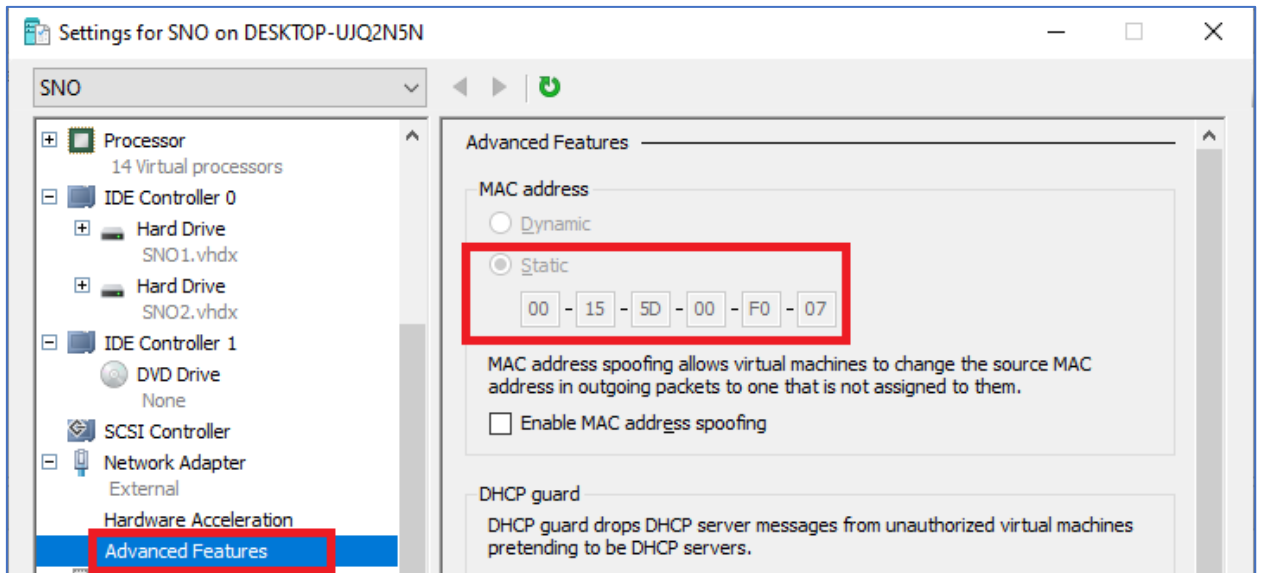 Settings for SNO on DESKTOP-UJQ2N5N
SNO
Processor
14 Virtual processors
IDE Controller 0
Hard Drive
SNO1.vhdx
Hard Drive
SNO2.vhdx
IDE Controller 1
DVD Drive
None
SCSI Controller
Network Adapter
External
Hardware Acceleration
Advanced Features
Advanced Features
MAC address
Dynamic
Static
00 - 15 - 5D - 00 - F0 - 07
MAC address spoofing allows virtual machines to change the source MAC
address in outgoing packets to one that is not assigned to them.
Enable MAC address spoofing
DHCP guard
DHCP guard drops DHCP server messages from unauthorized virtual machines
pretending to be DHCP servers.